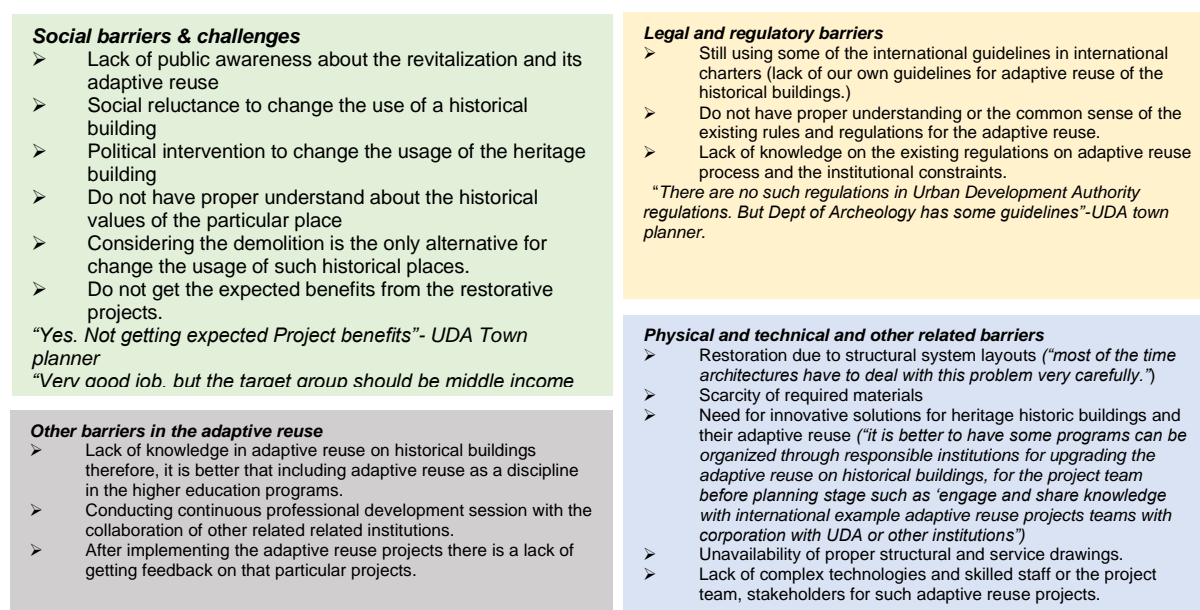 Social barriers & challenges
➢ Lack of public awareness about the revitalization and its
adaptive reuse
➢ Social reluctance to change the use of a historical
building
➢ Political intervention to change the usage of the heritage
building
➢ Do not have proper understand about the historical
values of the particular place
➢ Considering the demolition is the only alternative for
change the usage of such historical places.
➢ Do not get the expected benefits from the restorative
projects.
“Yes. Not getting expected Project benefits”- UDA Town
planner
“Very good job, but the target group should be middle income
Other barriers in the adaptive reuse
➢ Lack of knowledge in adaptive reuse on historical buildings
therefore, it is better that including adaptive reuse as a discipline
in the higher education programs.
➢ Conducting continuous professional development session with the
collaboration of other related related institutions.
➢ After implementing the adaptive reuse projects there is a lack of
getting feedback on that particular projects.
Legal and regulatory barriers
➢ Still using some of the international guidelines in international
charters (lack of our own guidelines for adaptive reuse of the
historical buildings.)
➢ Do not have proper understanding or the common sense of the
existing rules and regulations for the adaptive reuse.
➢ Lack of knowledge on the existing regulations on adaptive reuse
process and the institutional constraints.
“There are no such regulations in Urban Development Authority
regulations. But Dept of Archeology has some guidelines”-UDA town
planner.
Physical and technical and other related barriers
➢ Restoration due to structural system layouts (“most of the time
architectures have to deal with this problem very carefully.”)
➢ Scarcity of required materials
➢ Need for innovative solutions for heritage historic buildings and
their adaptive reuse (“it is better to have some programs can be
organized through responsible institutions for upgrading the
adaptive reuse on historical buildings, for the project team
before planning stage such as ‘engage and share knowledge
with international example adaptive reuse projects teams with
corporation with UDA or other institutions”)
➢ Unavailability of proper structural and service drawings.
➢ Lack of complex technologies and skilled staff or the project
team, stakeholders for such adaptive reuse projects.